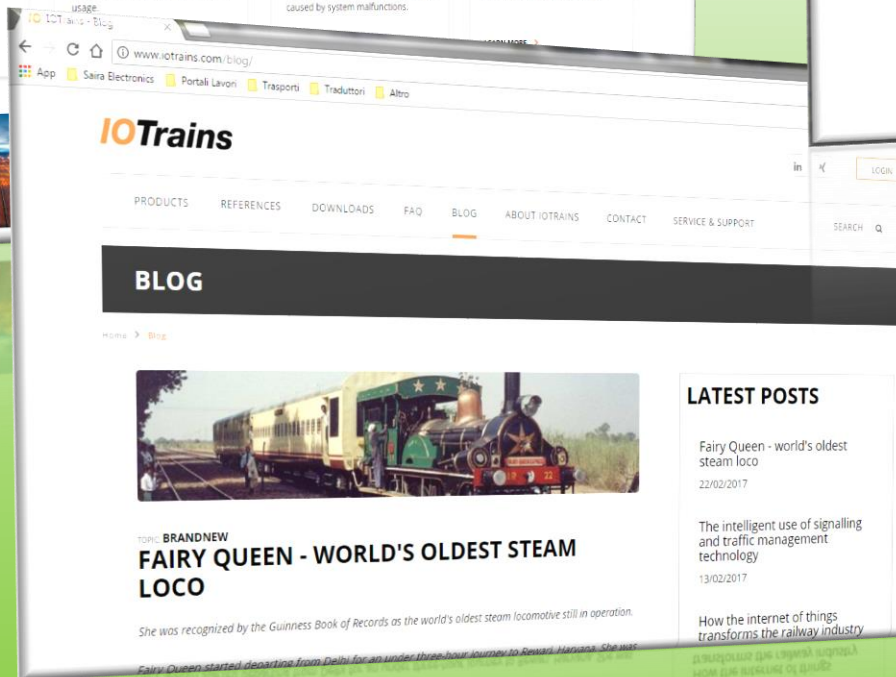 usage.
caused by system malfunctions.
LEARN MORE >
IOTrains - Blog
www.iotrains.com/blog/
App Saira Electronics Portali Lavori Trasporti Traduttori Altro
IOTrains
in
LOGIN
PRODUCTS REFERENCES DOWNLOADS FAQ BLOG ABOUT IOTRAINS CONTACT SERVICE & SUPPORT SEARCH
BLOG
Home > Blog
TOPIC: BRANDNEW
FAIRY QUEEN - WORLD'S OLDEST STEAM
LOCO
She was recognized by the Guinness Book of Records as the world's oldest steam locomotive still in operation.
Fairy Queen started departing from Delhi for an under three-hour journey to Rewari, Haryana. She was
LATEST POSTS
Fairy Queen - world's oldest
steam loco
22/02/2017
The intelligent use of signalling
and traffic management
technology
13/02/2017
How the internet of things
transforms the railway industry